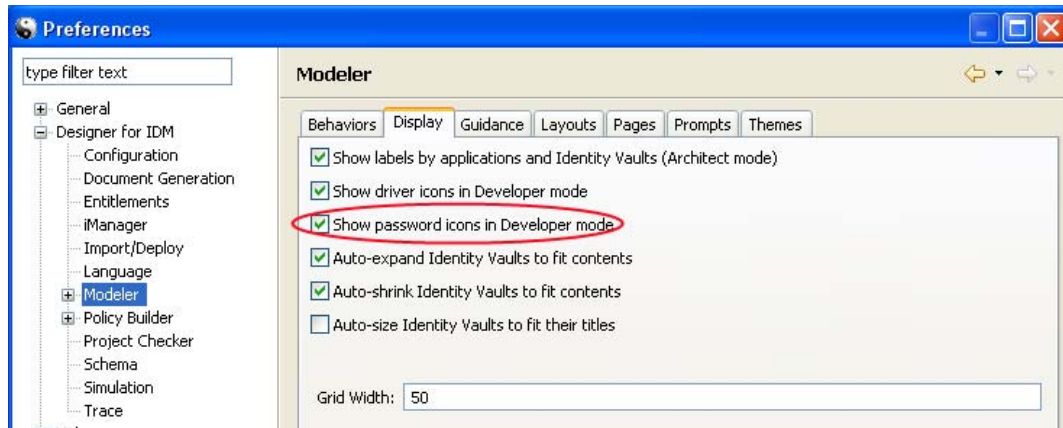 Preferences
type filter text
General
Designer for IDM
Configuration
Document Generation
Entitlements
iManager
Import/Deploy
Language
Modeler
Policy Builder
Project Checker
Schema
Simulation
Trace
Modeler
Behaviors Display Guidance Layouts Pages Prompts Themes
Show labels by applications and Identity Vaults (Architect mode)
Show driver icons in Developer mode
Show password icons in Developer mode
Auto-expand Identity Vaults to fit contents
Auto-shrink Identity Vaults to fit contents
Auto-size Identity Vaults to fit their titles
Grid Width: 50